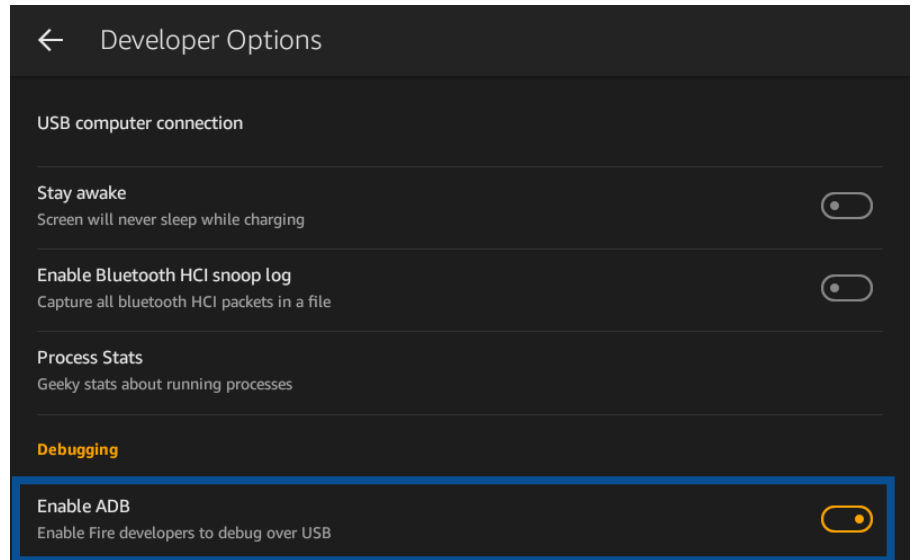 Developer Options
USB computer connection
Stay awake
Screen will never sleep while charging
Enable Bluetooth HCI snoop log
Capture all bluetooth HCI packets in a file
Process Stats
Geeky stats about running processes
Debugging
Enable ADB
Enable Fire developers to debug over USB